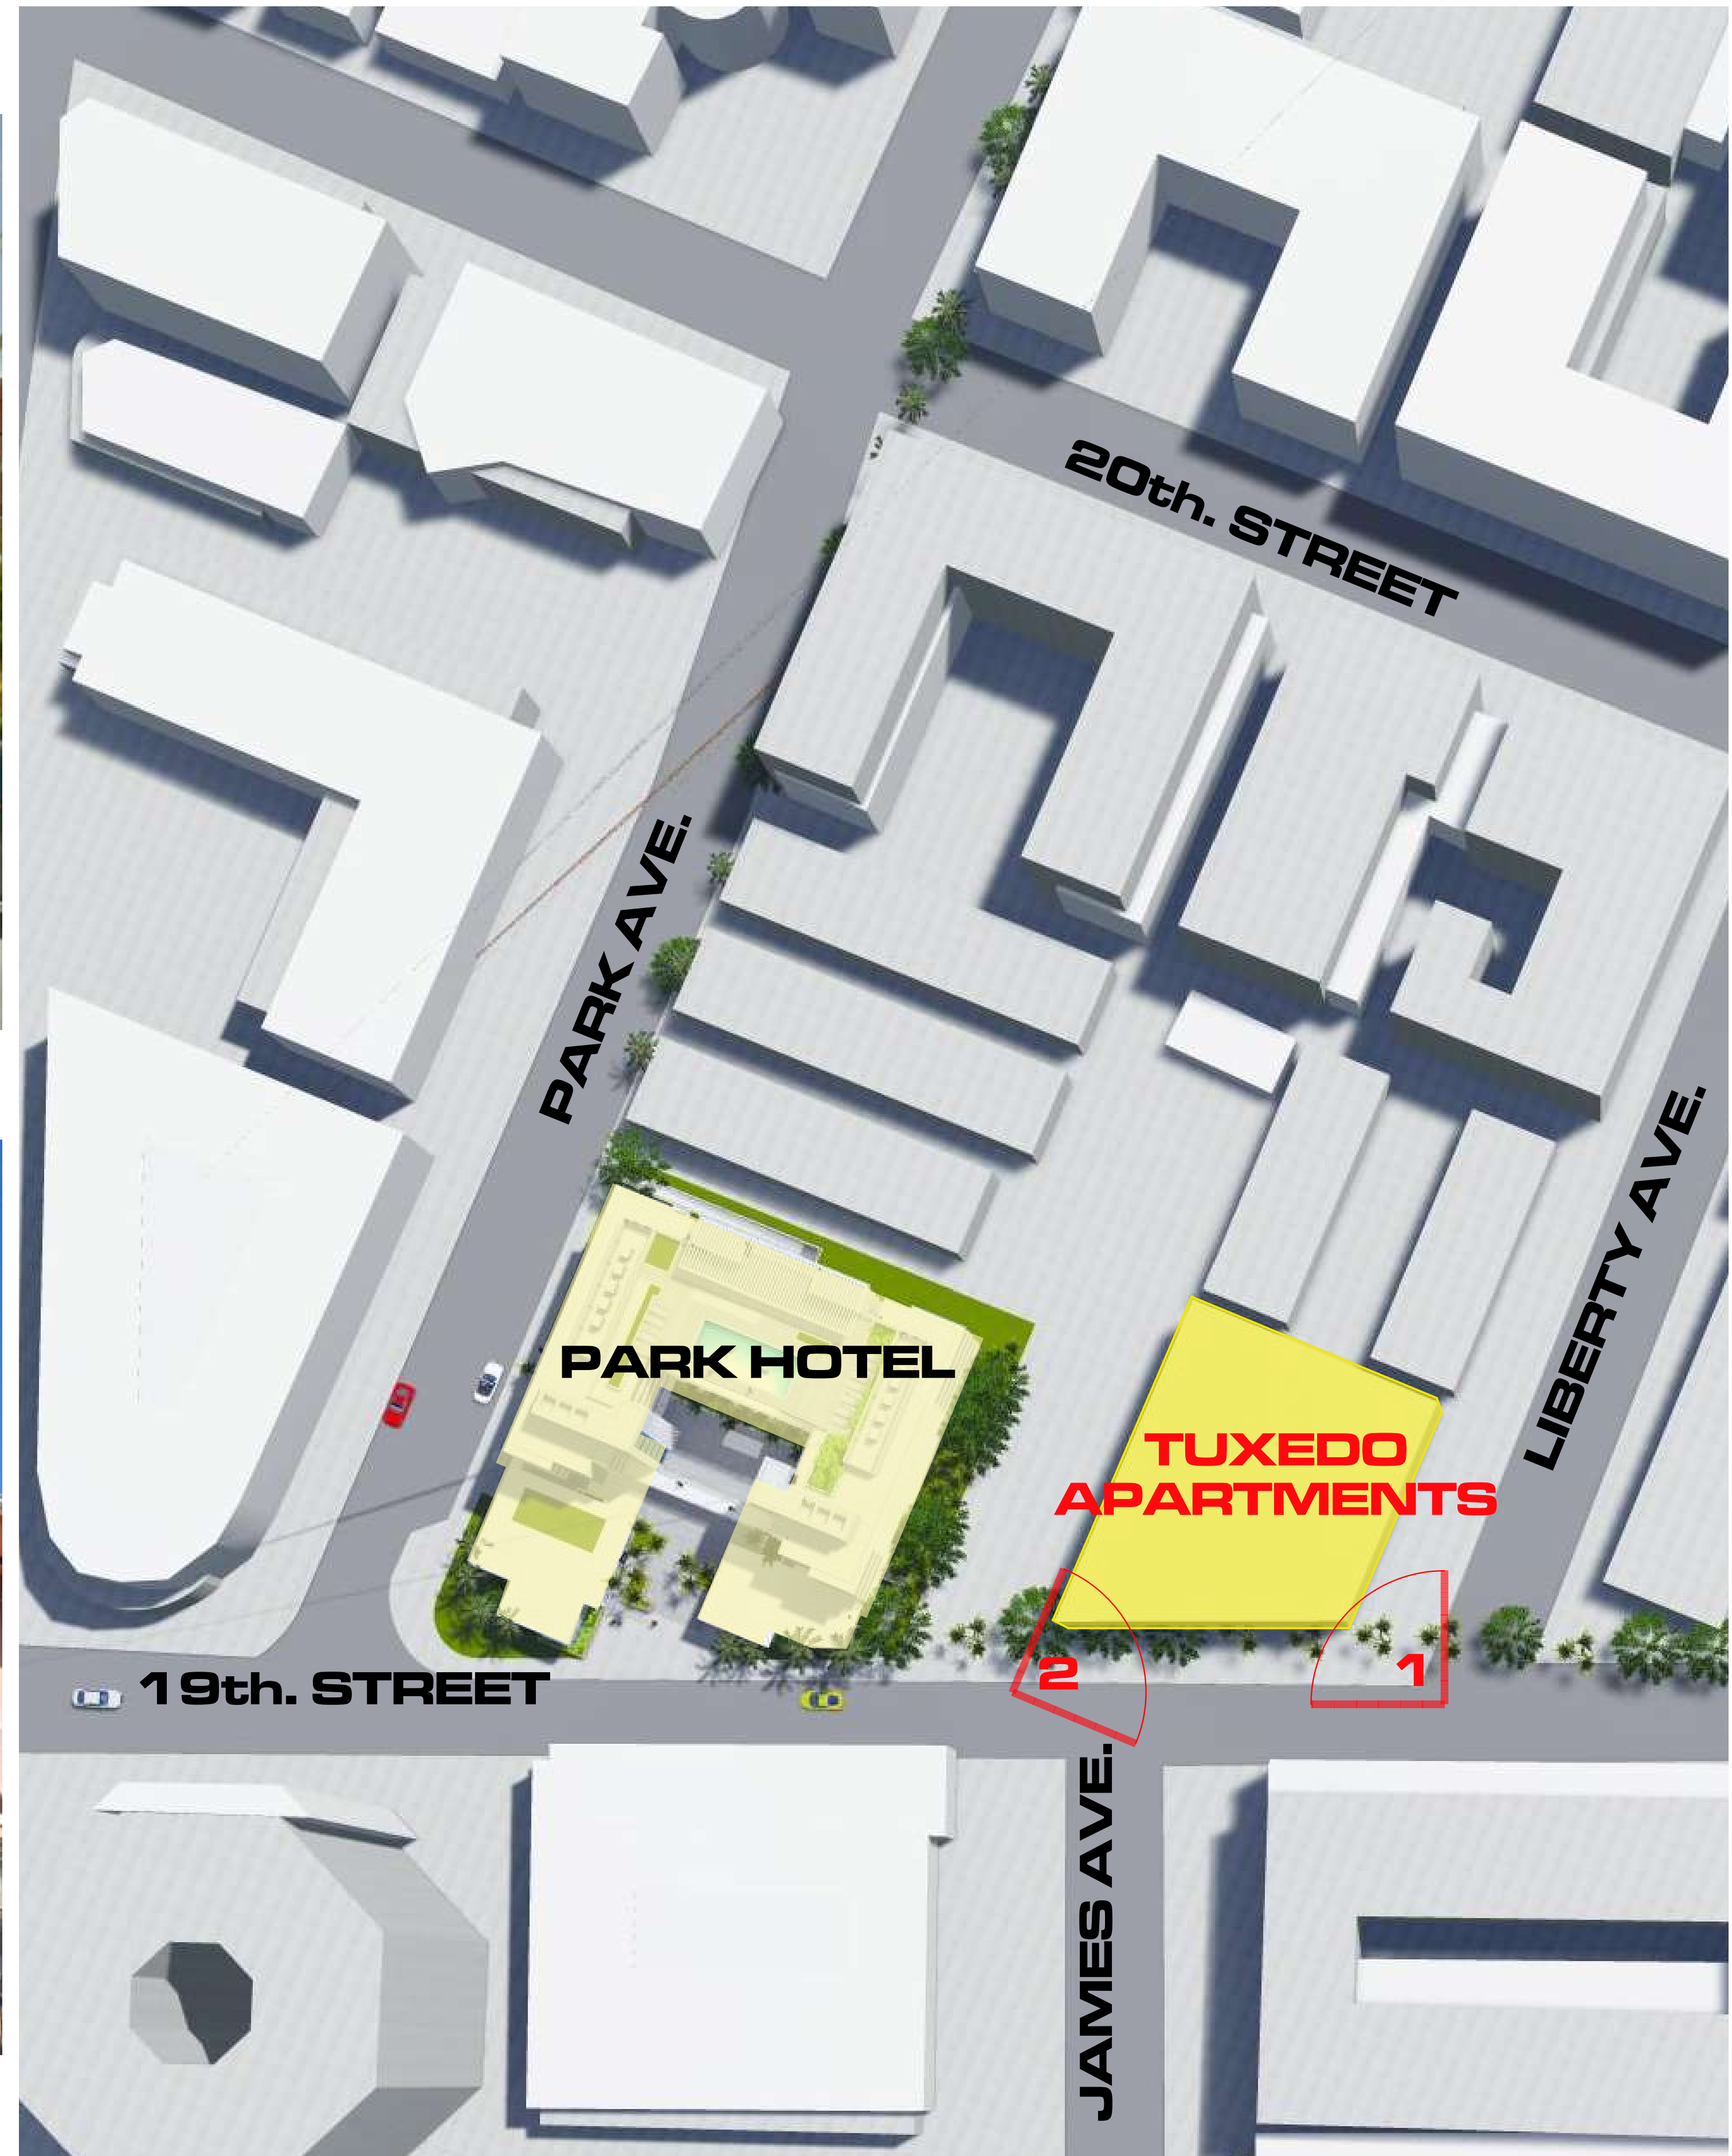 20th. STREET
PARK AVE.
LIBERTY AVE.
PARK HOTEL
TUXEDO
APARTMENTS
2
1
19th. STREET
JAMES AVE.